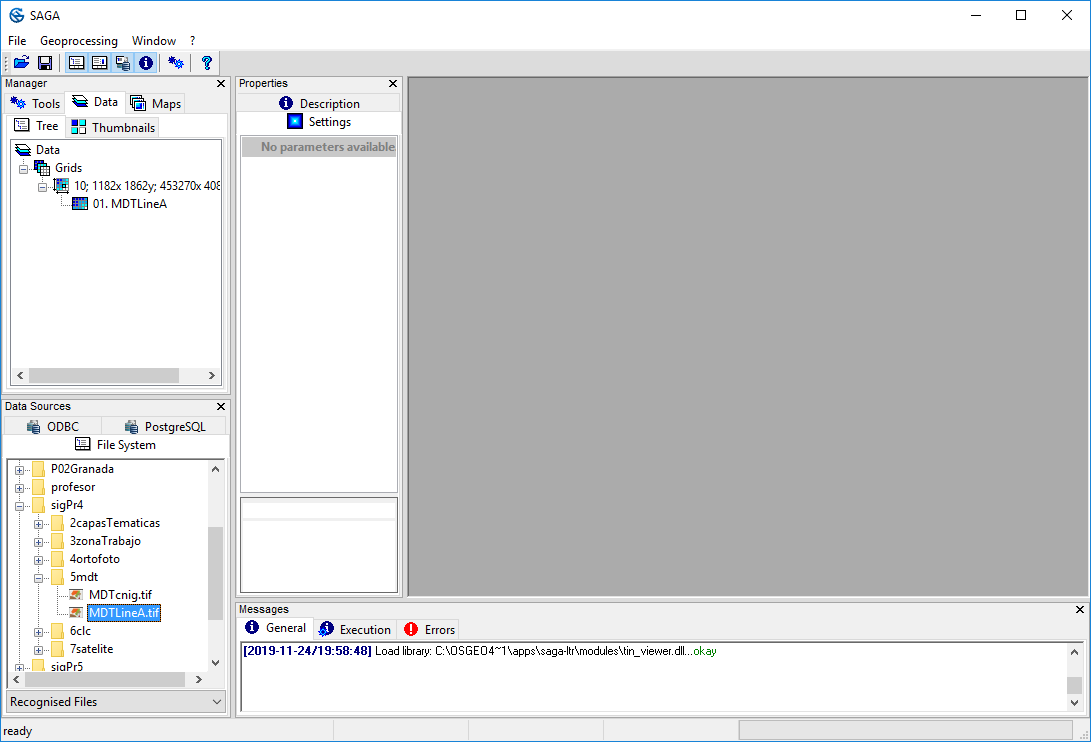 SAGA
File Geoprocessing Window ?
Manager
Tools Data Maps
Tree Thumbnails
Data
Grids
10; 1182x 1862y; 453270x 408
01. MDTLineA
Data Sources
ODBC PostgreSQL
File System
P02Granada
profesor
sigPr4
2capasTematicas
3zonaTrabajo
4ortofoto
5mdt
MDTcnig.tif
MDTLineA.tif
6clc
7satelite
sigPr5
Recognised Files
Properties
Description
Settings
No parameters available
Messages
General Execution Errors
[2019-11-24/19:58:48] Load library: C:\OSGEO4~1\apps\saga-ltr\modules\tin_viewer.dll...okay
ready